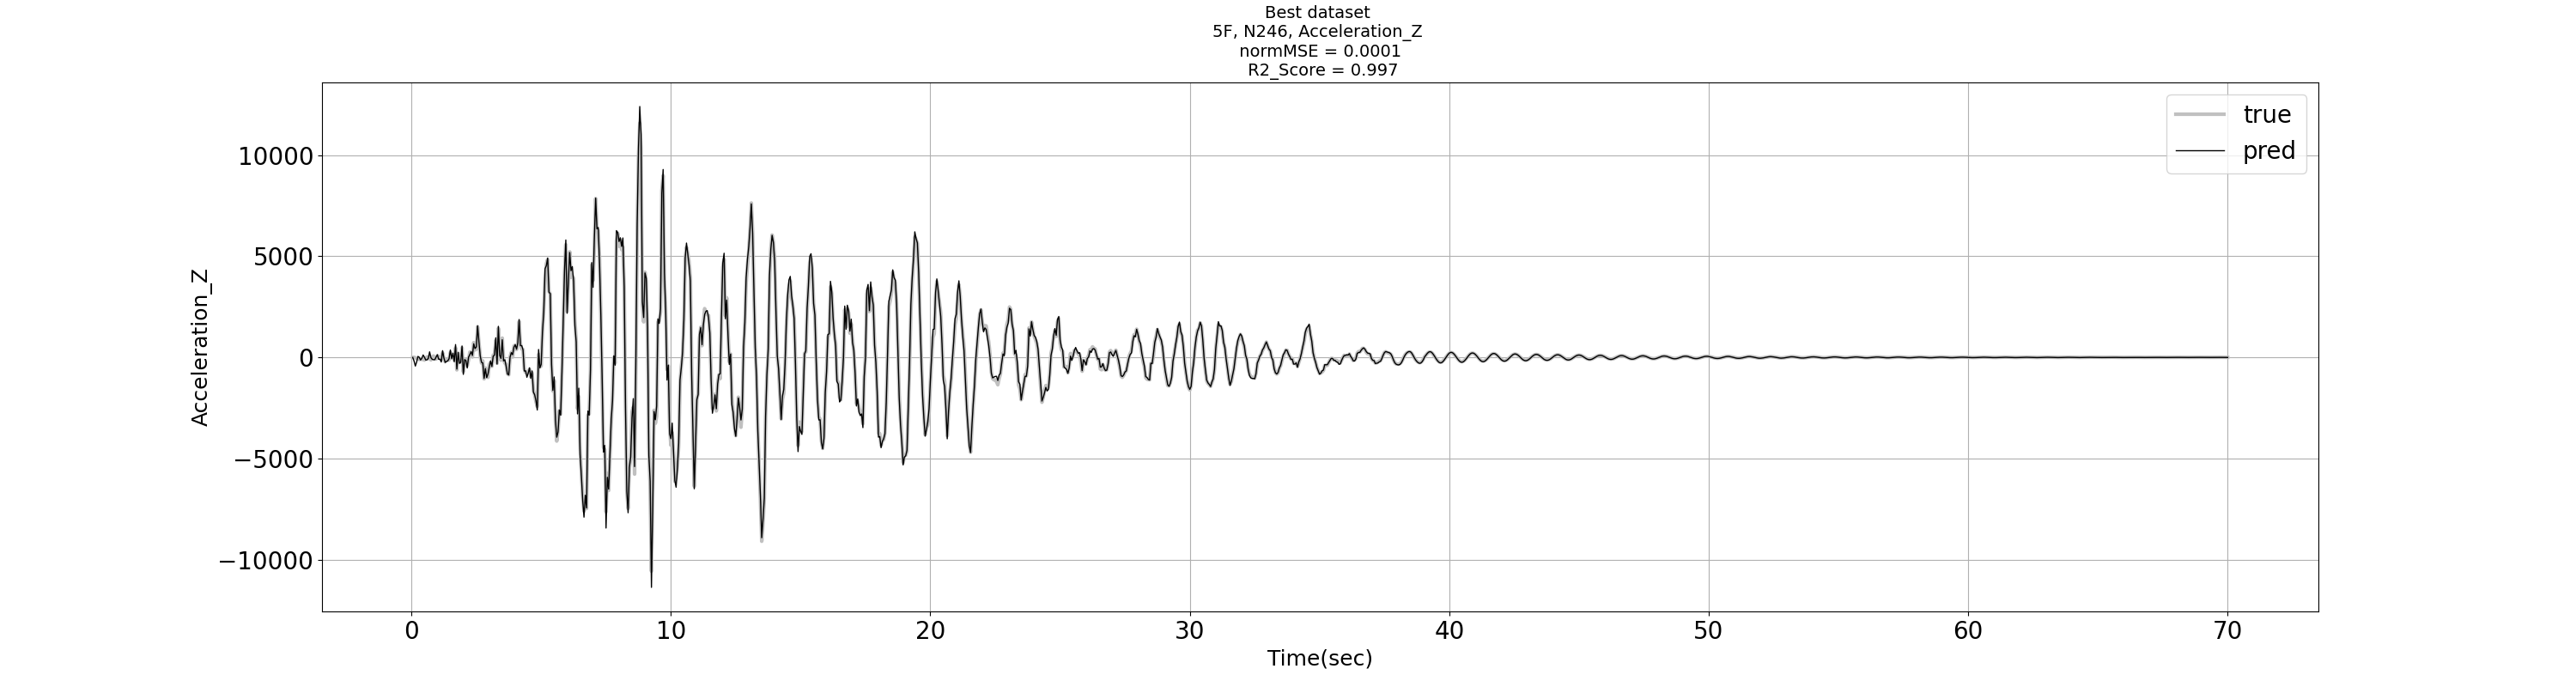 Best dataset
5F, N246, Acceleration_Z
normMSE = 0.0001
R2_Score = 0.997
true
pred
10000
5000
0
−5000
−10000
Acceleration_Z
0 10 20 30 40 50 60 70
Time(sec)